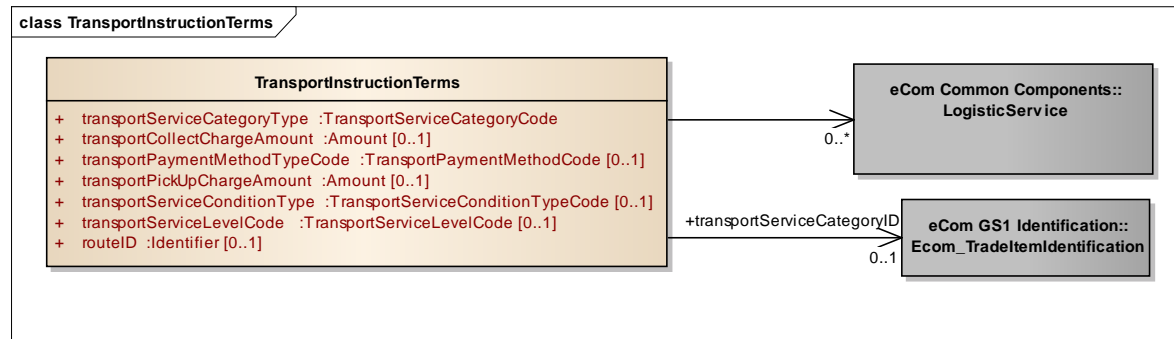 class TransportInstructionTerms
TransportInstructionTerms
+ transportServiceCategoryType :TransportServiceCategoryCode
+ transportCollectChargeAmount :Amount [0..1]
+ transportPaymentMethodTypeCode :TransportPaymentMethodCode [0..1]
+ transportPickUpChargeAmount :Amount [0..1]
+ transportServiceConditionType :TransportServiceConditionTypeCode [0..1]
+ transportServiceLevelCode :TransportServiceLevelCode [0..1]
+ routeID :Identifier [0..1]
eCom Common Components::
LogisticService
0..*
+transportServiceCategoryID
0..1
eCom GS1 Identification::
Ecom_TradeItemIdentification